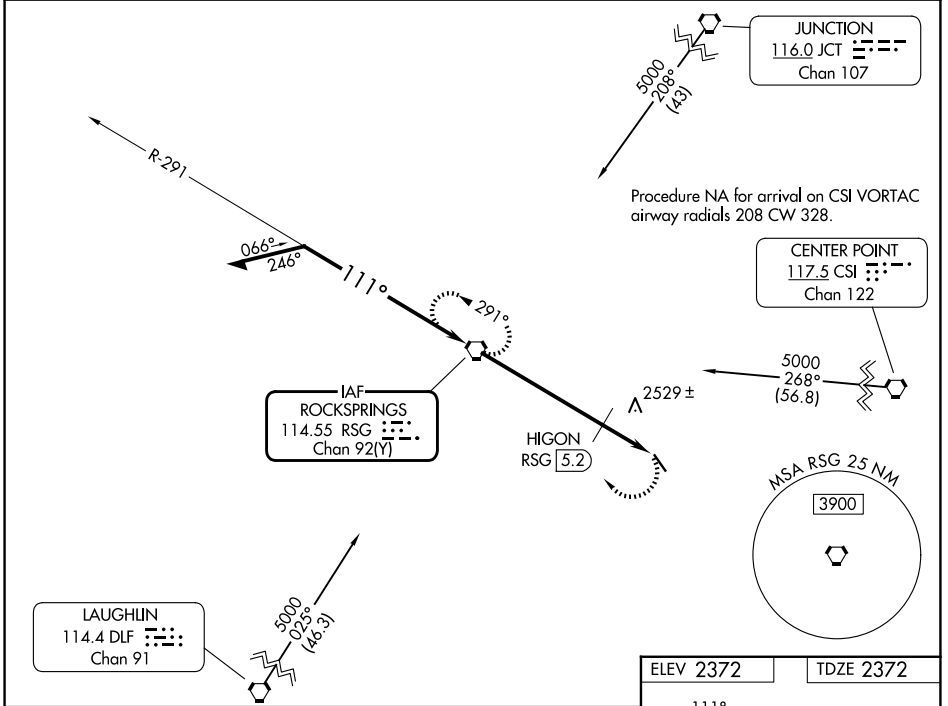 JUNCTION
116.0 JCT
Chan 107
5000
208°
(43)
R-291
Procedure NA for arrival on CSI VORTAC
airway radials 208 CW 328.
066°
246°
111°
291°
CENTER POINT
117.5 CSI
Chan 122
5000
268°
(56.8)
IAF
ROCKSPRINGS
114.55 RSG
Chan 92(Y)
2529 ±
HIGON
RSG 5.2
MSA RSG 25 NM
3900
LAUGHLIN
114.4 DLF
Chan 91
5000
025°
(46.3)
ELEV 2372
TDZE 2372
111°